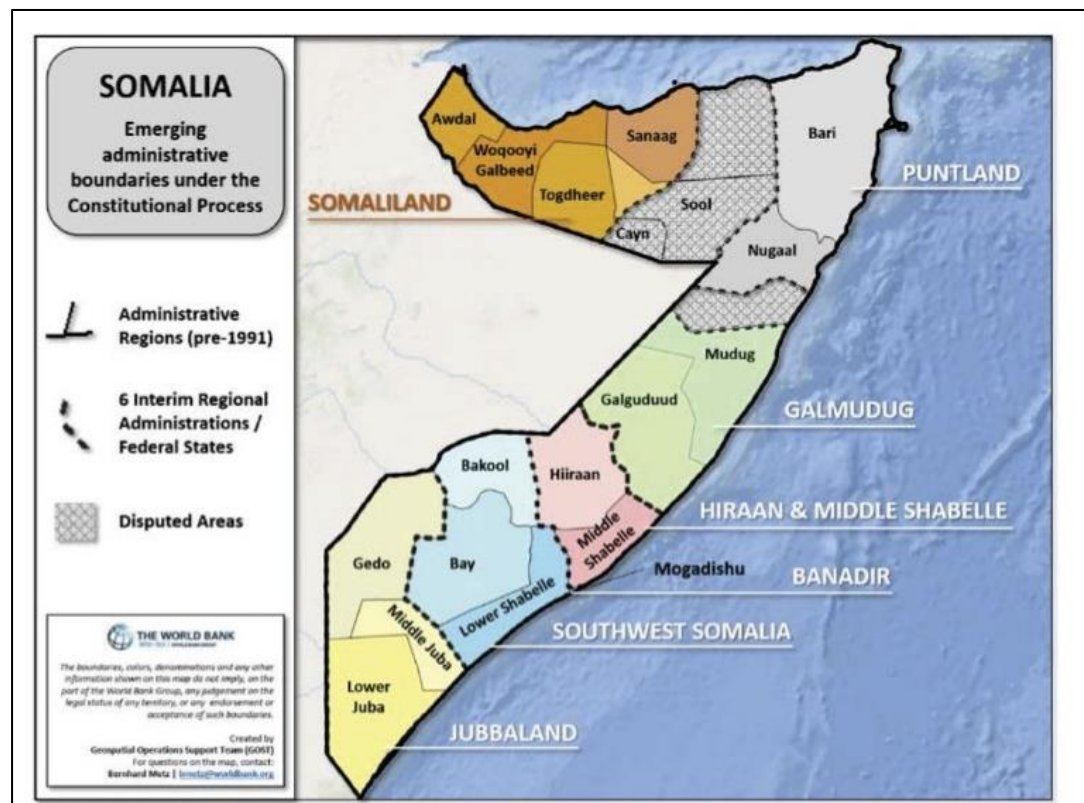 SOMALIA
Emerging
administrative
boundaries under the
Constitutional Process
Administrative
Regions (pre-1991)
6 Interim Regional
Administrations /
Federal States
Disputed Areas
THE WORLD BANK
The boundaries, colors, denominations and any other
information shown on this map do not imply, on the
part of the World Bank Group, any judgement on the
legal status of any territory, or any endorsement or
acceptance of such boundaries.
Created by
Geospatial Operations Support Team (GOST)
For questions on the map, contact:
Bernhard Metz | bmetz@worldbank.org
Awdal
Woqooyi
Galbeed
Togdheer
Sanaag
Bari
SOMALILAND
PUNTLAND
Sool
Cayn
Nugaal
Mudug
Galguduud
GALMUDUG
Bakool
Hiiraan
HIRAAN & MIDDLE SHABELLE
Middle
Shabelle
Mogadishu
BANADIR
Gedo
Bay
Lower Shabelle
SOUTHWEST SOMALIA
Middle Juba
Lower
Juba
JUBBALAND